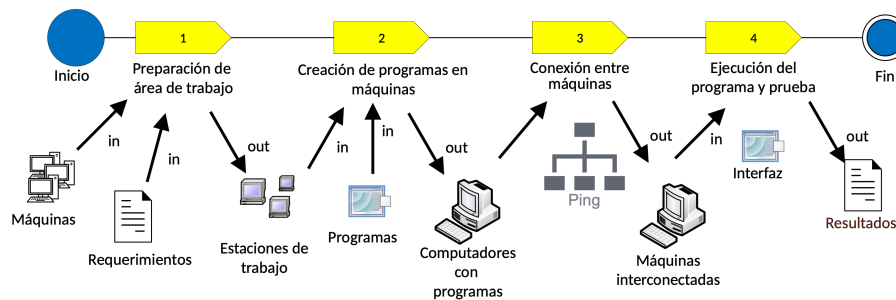 1
2
3
4
Inicio
Preparación de
área de trabajo
Creación de programas en
máquinas
Conexión entre
máquinas
Ejecución del
programa y prueba
Fin
in
in
out
in
in
out
out
in
out
Máquinas
Requerimientos
Estaciones de
trabajo
Programas
Computadores
con
programas
Ping
Máquinas
interconectadas
Interfaz
Resultados